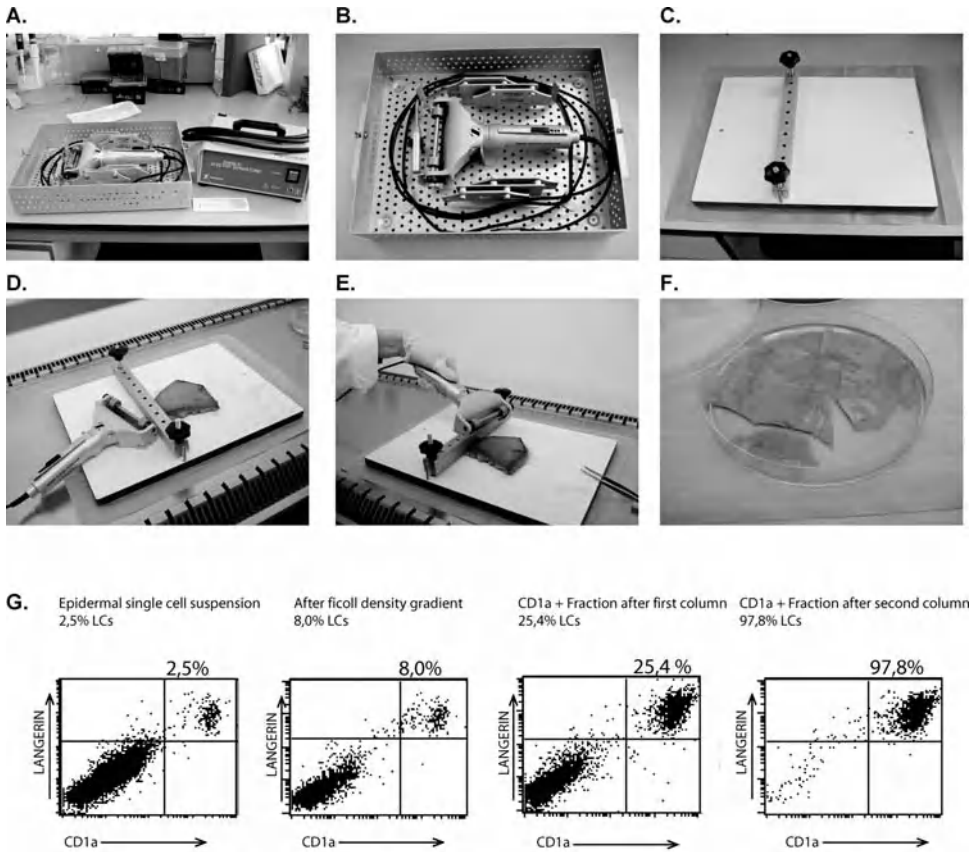 A.
B.
C.
D.
E.
F.
G.
Epidermal single cell suspension
2,5% LCs
After ficoll density gradient
8,0% LCs
CD1a + Fraction after first column
25,4% LCs
CD1a + Fraction after second column
97,8% LCs
2,5%
8,0%
25,4 %
97,8%
LANGERIN
LANGERIN
LANGERIN
LANGERIN
CD1a
CD1a
CD1a
CD1a